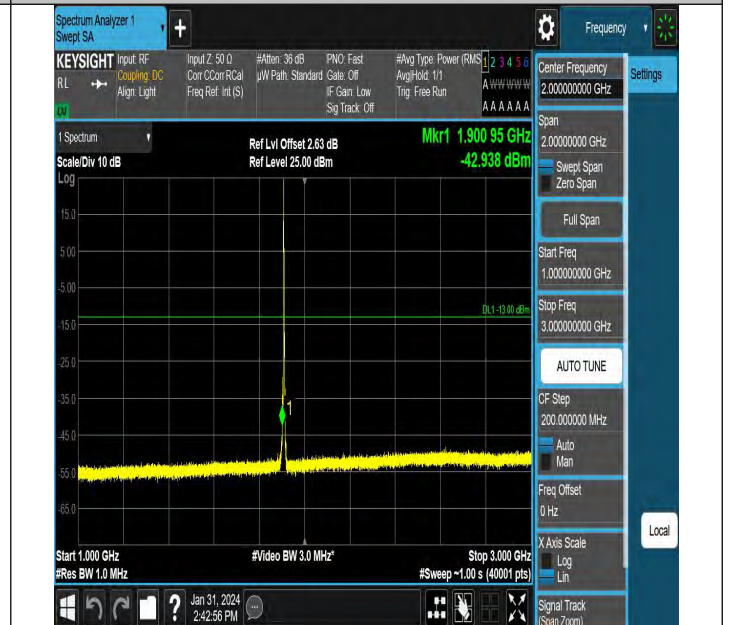 Spectrum Analyzer 1
Swept SA
+
Frequency
KEYSIGHT
RL
Input: RF
Coupling: DC
Align: Light
Input Z: 50 Ω
Corr CCorr RCal
Freq Ref: Int (S)
#Atten: 36 dB
µW Path: Standard
PNO: Fast
Gate: Off
IF Gain: Low
Sig Track: Off
#Avg Type: Power (RMS
Avg|Hold: 1/1
Trig: Free Run
1 2 3 4 5 6
A W W W W W
A A A A A A
1 Spectrum
Scale/Div 10 dB
Log
Ref Lvl Offset 2.63 dB
Ref Level 25.00 dBm
Mkr1 1.900 95 GHz
-42.938 dBm
15.0
5.00
-5.00
-15.0
-25.0
-35.0
-45.0
-55.0
-65.0
DL1 -13.00 dBm
1
Start 1.000 GHz
#Res BW 1.0 MHz
#Video BW 3.0 MHz*
Stop 3.000 GHz
#Sweep ~1.00 s (40001 pts)
Center Frequency
2.000000000 GHz
Settings
Span
2.00000000 GHz
Swept Span
Zero Span
Full Span
Start Freq
1.000000000 GHz
Stop Freq
3.000000000 GHz
AUTO TUNE
CF Step
200.000000 MHz
Auto
Man
Freq Offset
0 Hz
X Axis Scale
Log
Lin
Local
Signal Track
(Span Zoom)
?
Jan 31, 2024
2:42:56 PM